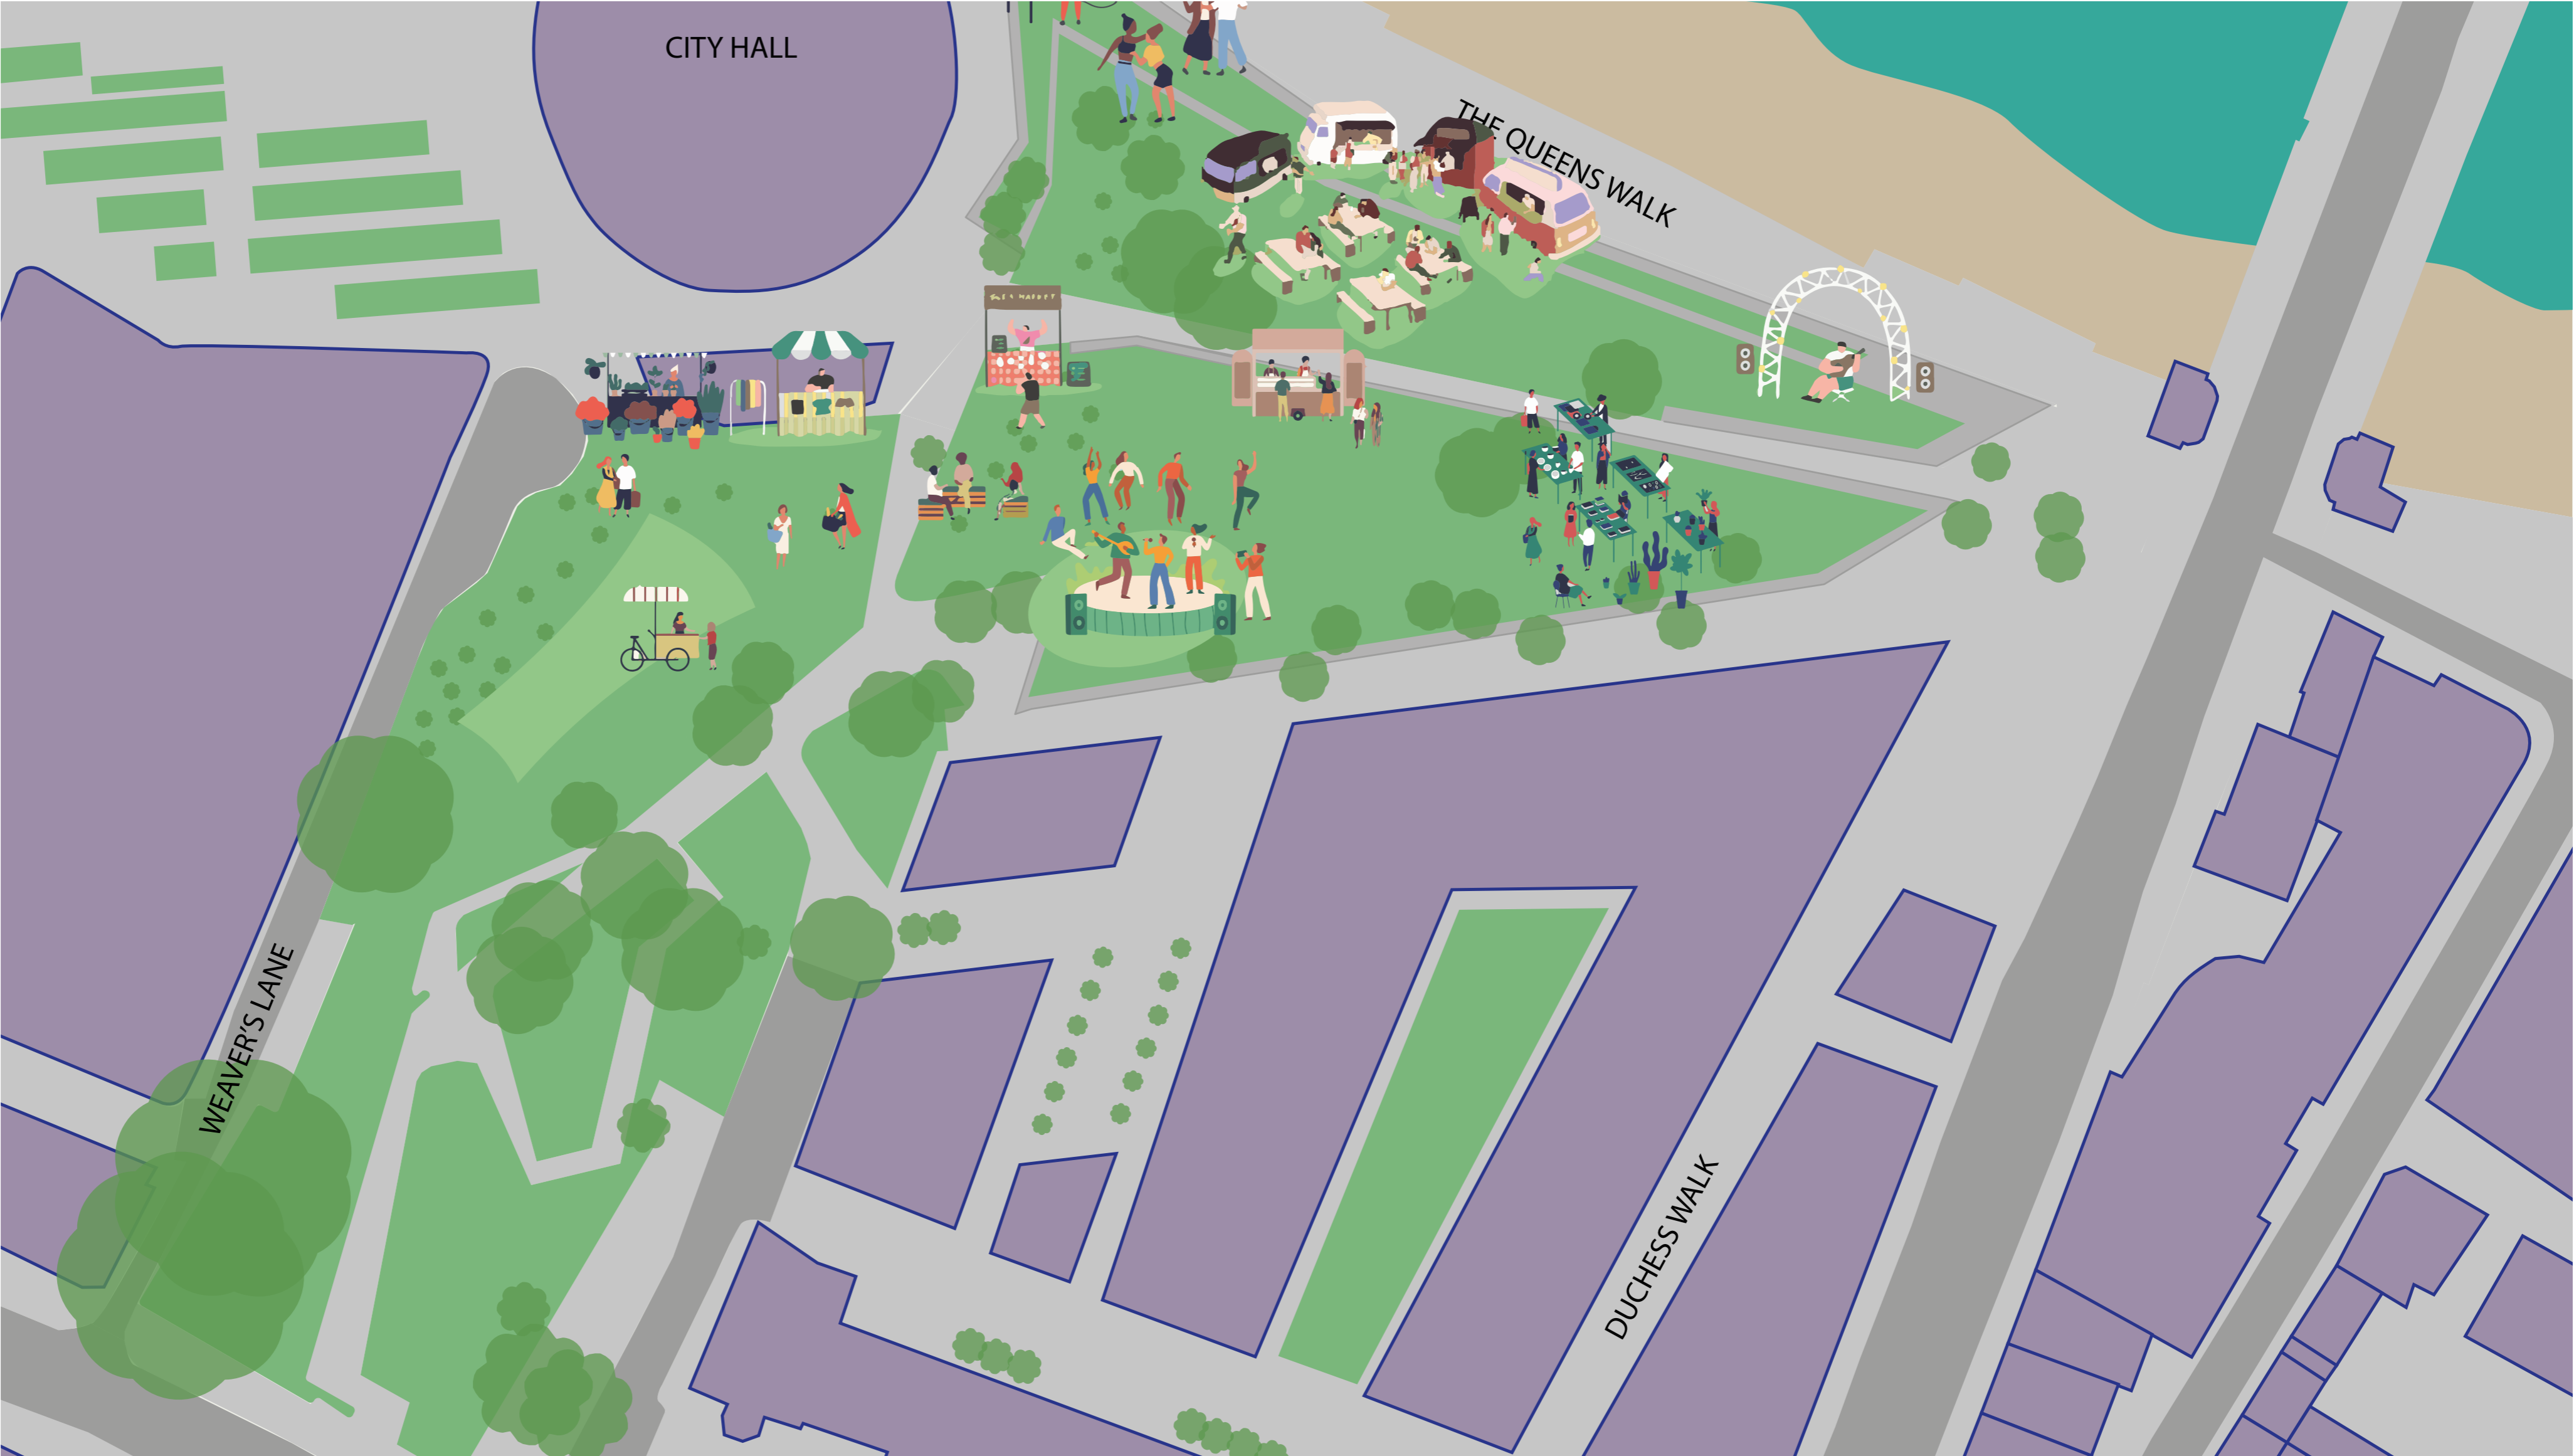 CITY HALL
THE QUEENS WALK
WEAVER'S LANE
DUCHESS WALK